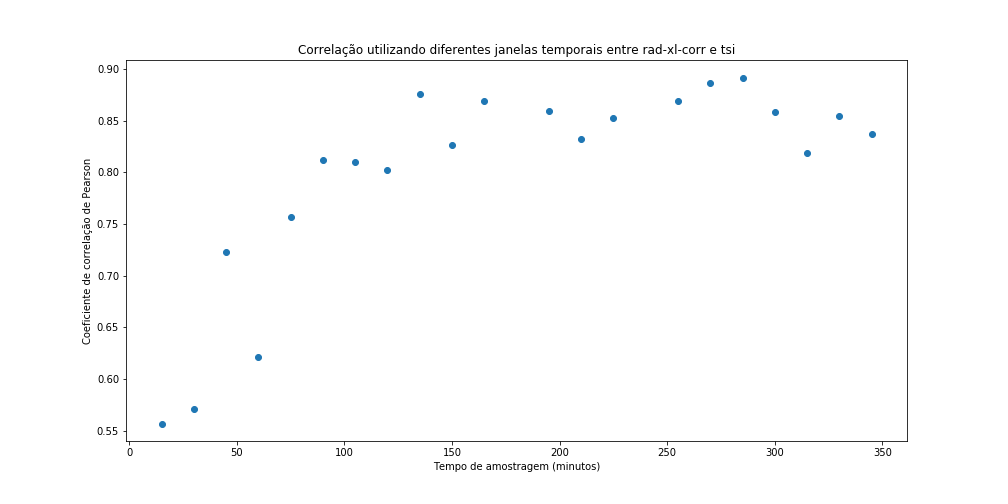 Correlação utilizando diferentes janelas temporais entre rad-xl-corr e tsi
0.90
0.85
0.80
0.75
0.70
0.65
0.60
0.55
Coeficiente de correlação de Pearson
0 50 100 150 200 250 300 350
Tempo de amostragem (minutos)